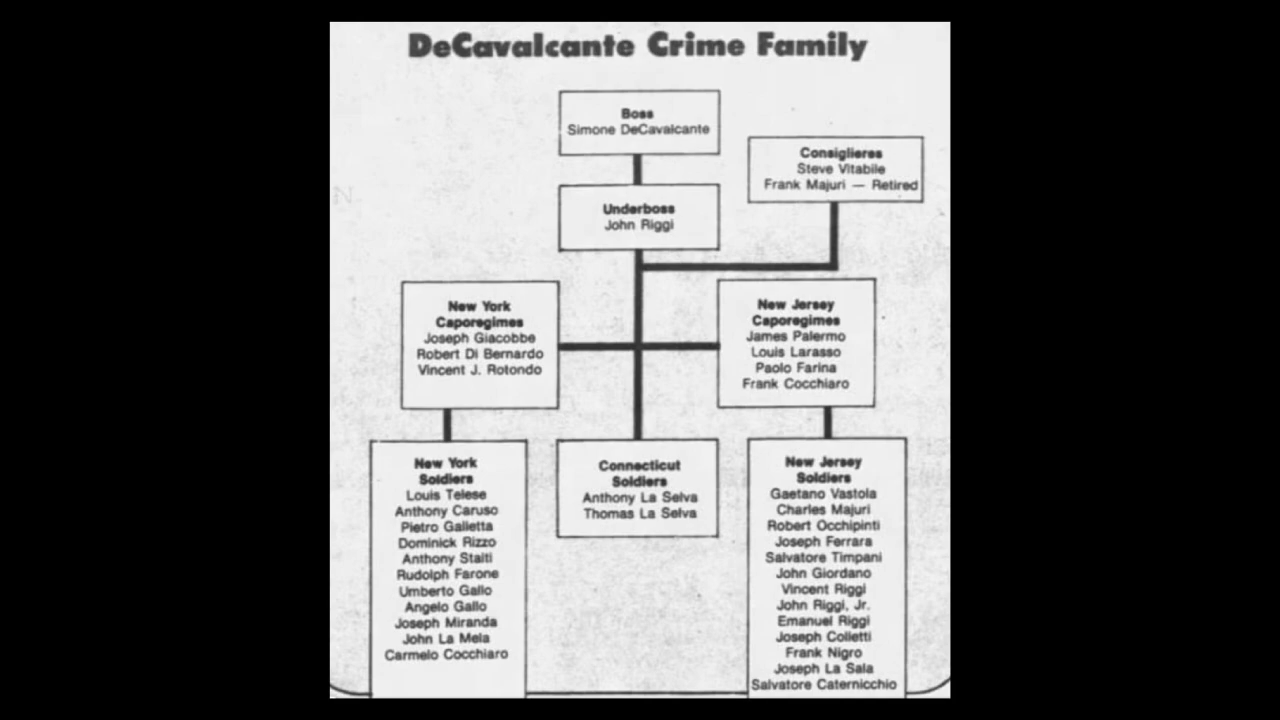 DeCavalcante Crime Family
Boss
Simone DeCavalcante
Consiglieres
Steve Vitabile
Frank Majuri — Retired
Underboss
John Riggi
New York
Caporegimes
Joseph Giacobbe
Robert Di Bernardo
Vincent J. Rotondo
New Jersey
Caporegimes
James Palermo
Louis Larasso
Paolo Farina
Frank Cocchiaro
New York
Soldiers
Louis Telese
Anthony Caruso
Pietro Galletta
Dominick Rizzo
Anthony Staiti
Rudolph Farone
Umberto Gallo
Angelo Gallo
Joseph Miranda
John La Mela
Carmelo Cocchiaro
Connecticut
Soldiers
Anthony La Selva
Thomas La Selva
New Jersey
Soldiers
Gaetano Vastola
Charles Majuri
Robert Occhipinti
Joseph Ferrara
Salvatore Timpani
John Giordano
Vincent Riggi
John Riggi, Jr.
Emanuel Riggi
Joseph Colletti
Frank Nigro
Joseph La Sala
Salvatore Caternicchio